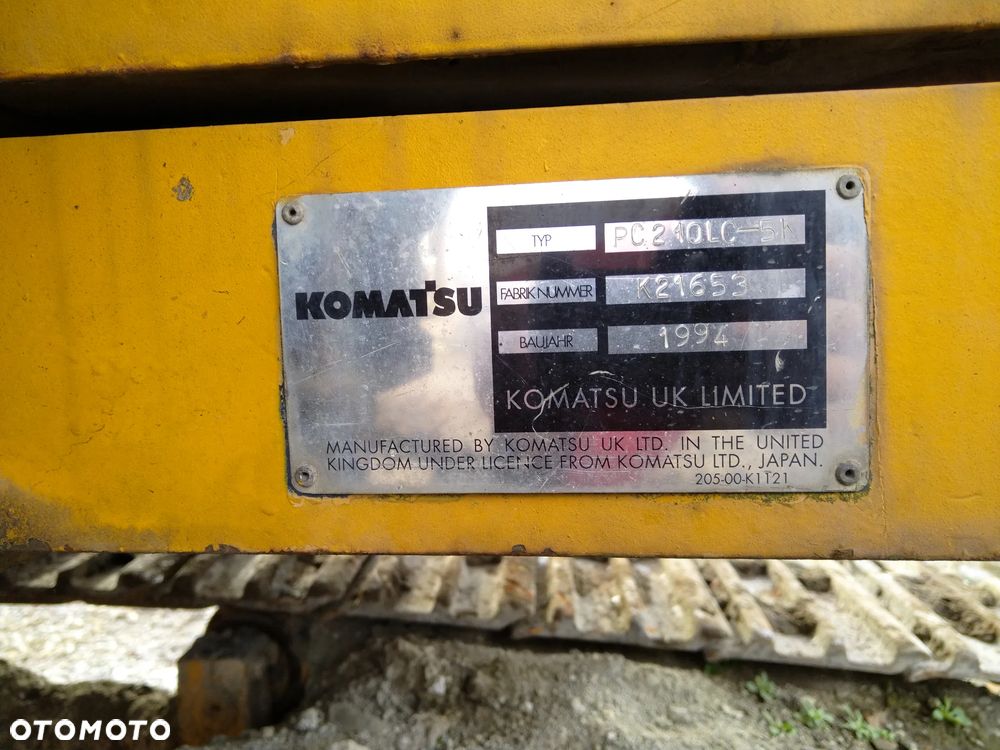 KOMATSU
TYP PC210LC-5K
FABRIK NUMMER K21653
BAUJAHR 1994
KOMATSU UK LIMITED
MANUFACTURED BY KOMATSU UK LTD. IN THE UNITED
KINGDOM UNDER LICENCE FROM KOMATSU LTD., JAPAN.
205-00-K1121
OTOMOTO